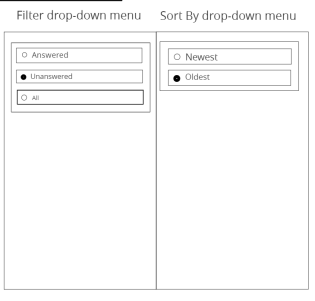 Filter drop-down menu
Sort By drop-down menu
Answered
Unanswered
All
Newest
Oldest